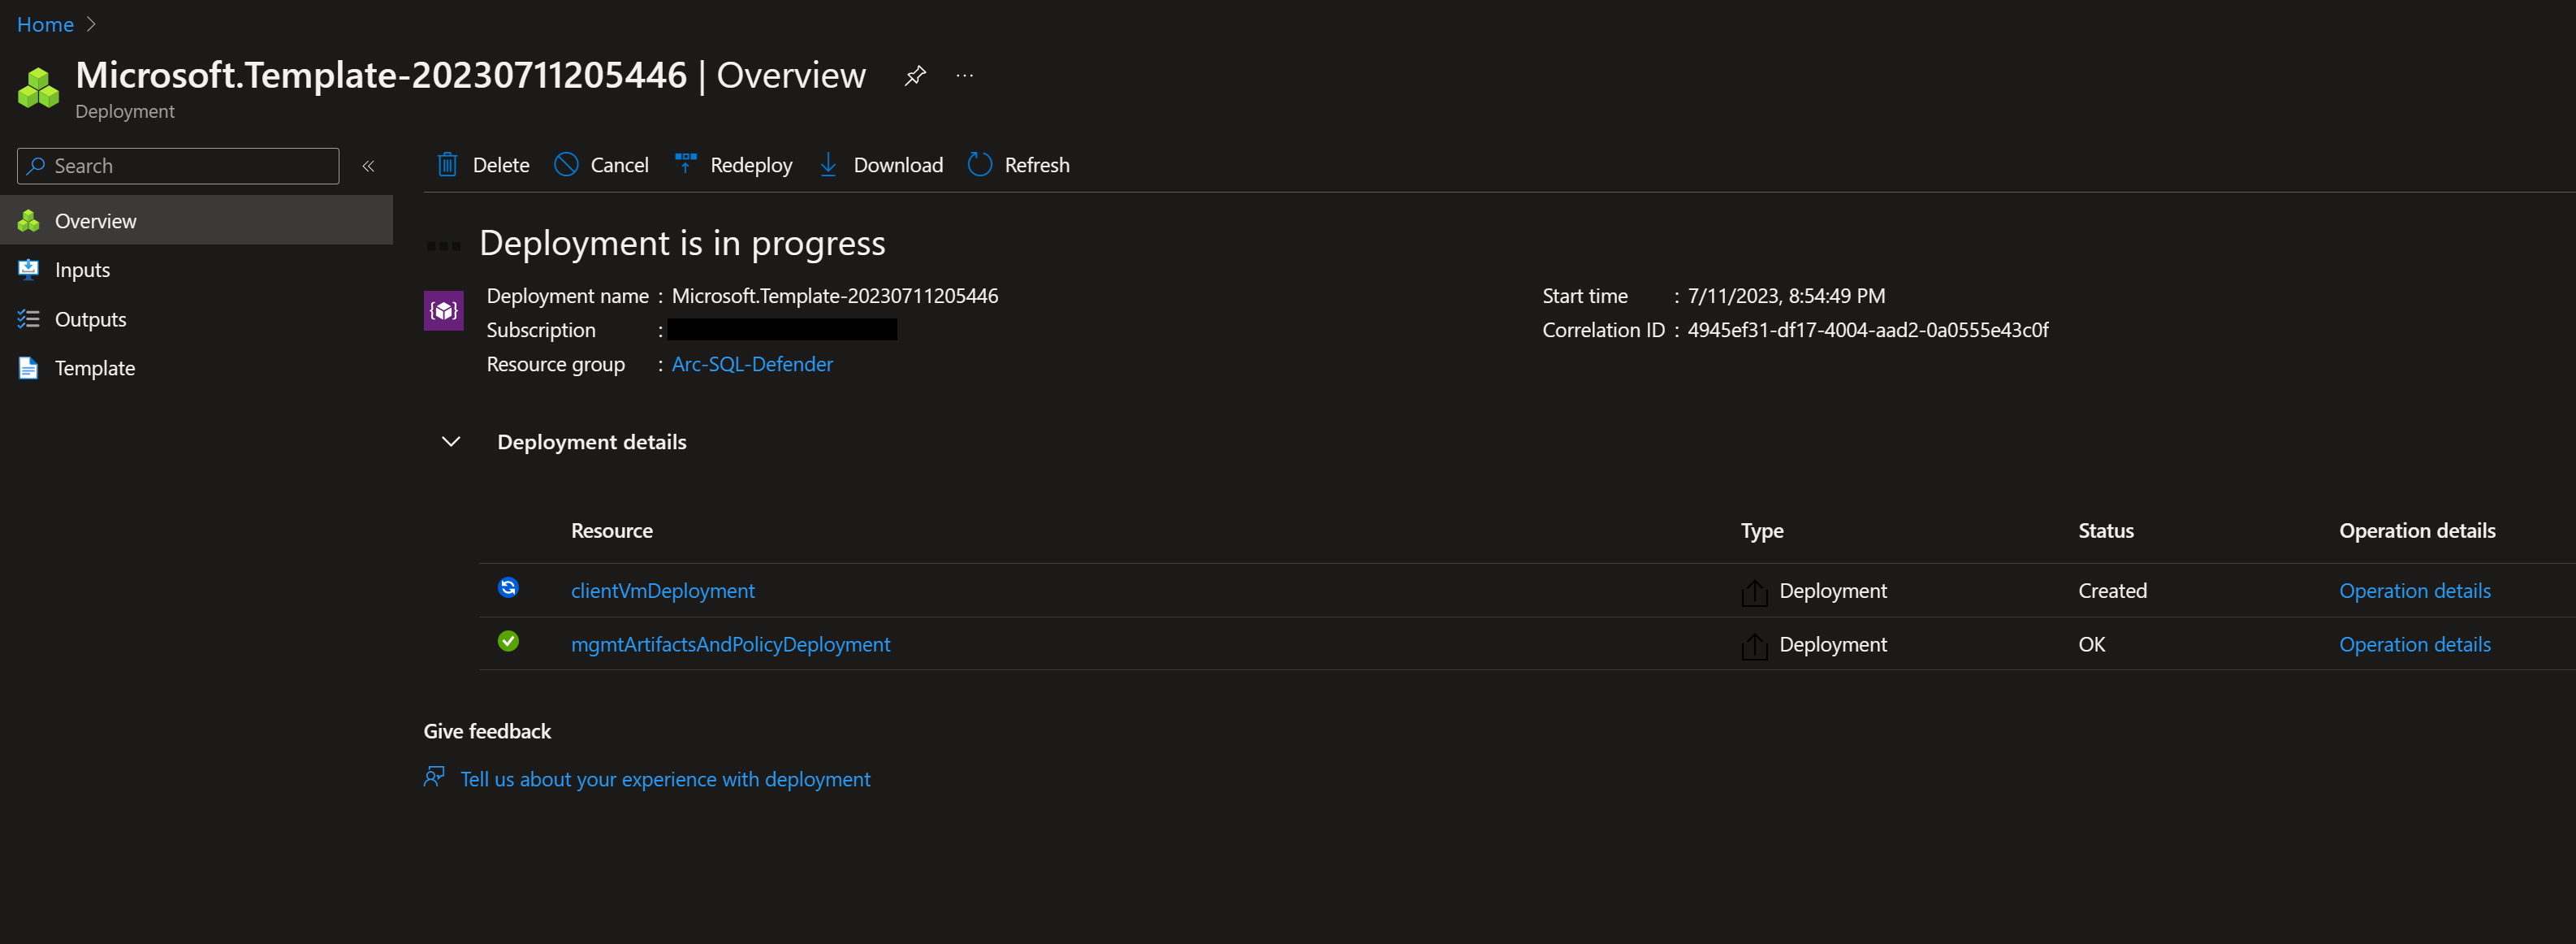 Home
Microsoft.Template-20230711205446 | Overview
Deployment
Search
Delete Cancel Redeploy Download Refresh
Overview
Inputs
Outputs
Template
Deployment is in progress
Deployment name : Microsoft.Template-20230711205446
Subscription :
Resource group : Arc-SQL-Defender
Start time : 7/11/2023, 8:54:49 PM
Correlation ID : 4945ef31-df17-4004-aad2-0a0555e43c0f
Deployment details
Resource Type Status Operation details
clientVmDeployment Deployment Created Operation details
mgmtArtifactsAndPolicyDeployment Deployment OK Operation details
Give feedback
Tell us about your experience with deployment